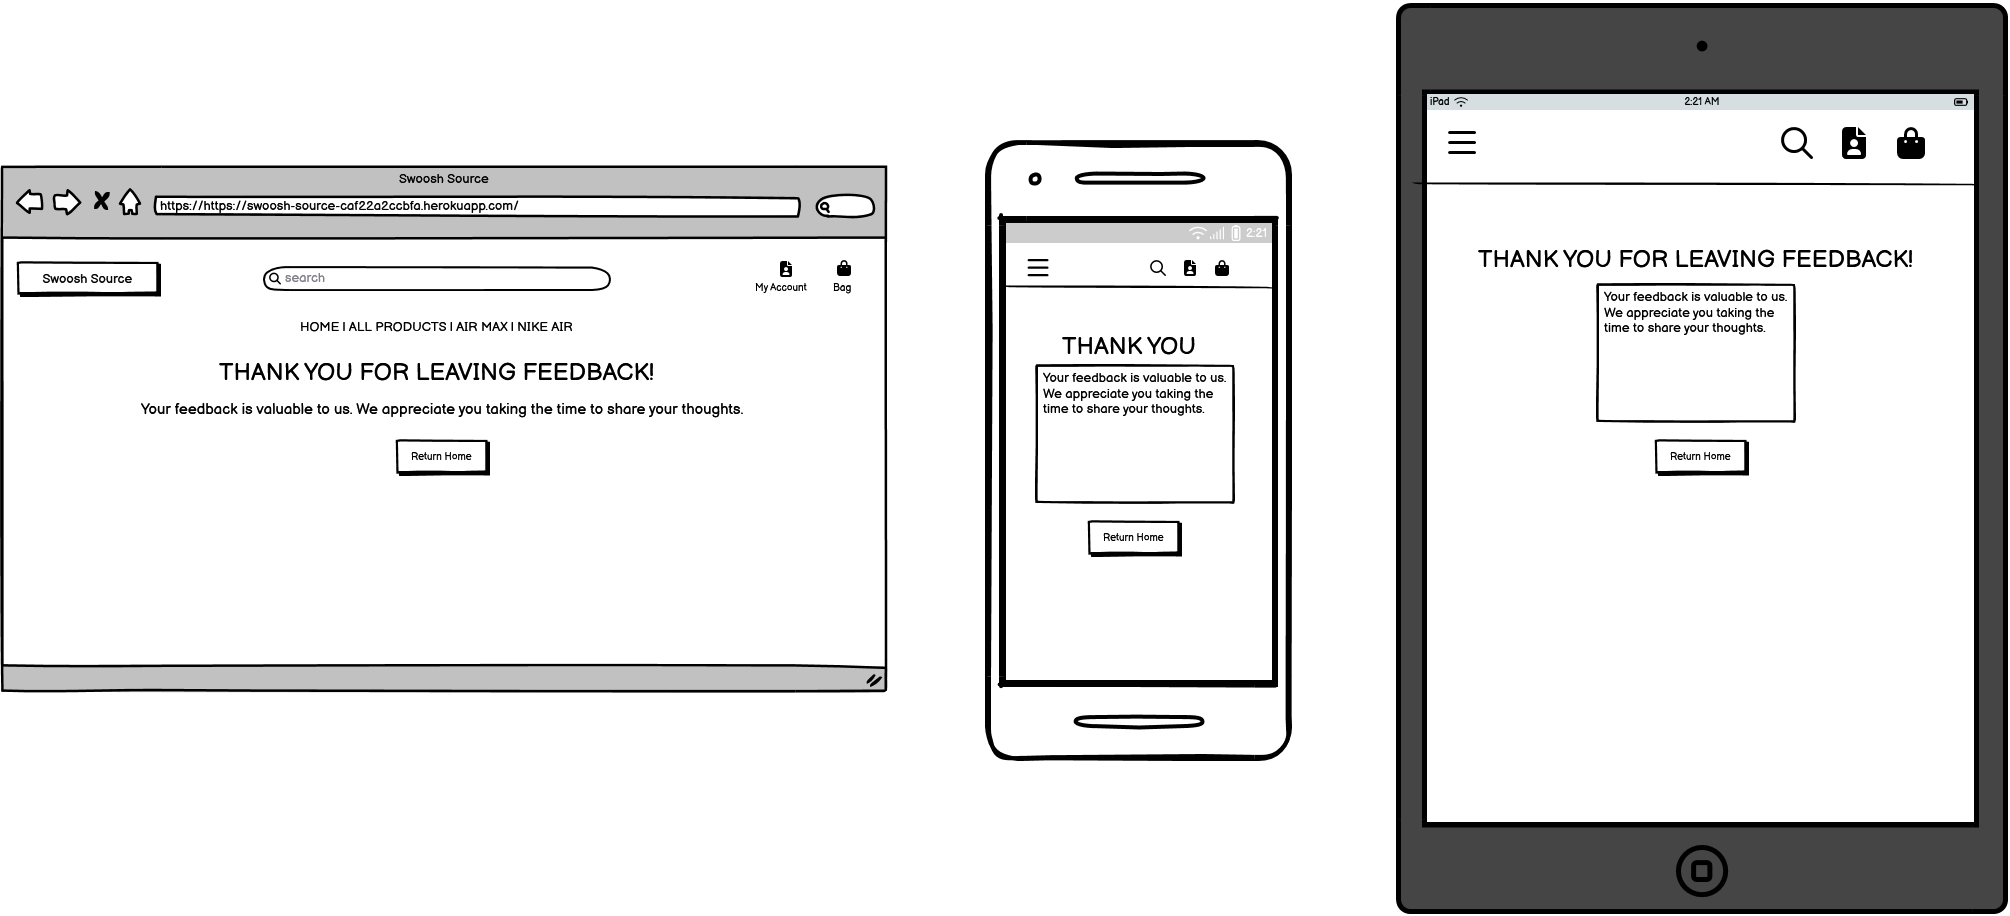 Swoosh Source
https://https://swoosh-source-caf22a2ccbfa.herokuapp.com/
Swoosh Source
search
My Account
Bag
HOME | ALL PRODUCTS | AIR MAX | NIKE AIR
THANK YOU FOR LEAVING FEEDBACK!
Your feedback is valuable to us. We appreciate you taking the time to share your thoughts.
Return Home
2:21
THANK YOU
Your feedback is valuable to us.
We appreciate you taking the
time to share your thoughts.
Return Home
iPad
2:21 AM
THANK YOU FOR LEAVING FEEDBACK!
Your feedback is valuable to us.
We appreciate you taking the
time to share your thoughts.
Return Home